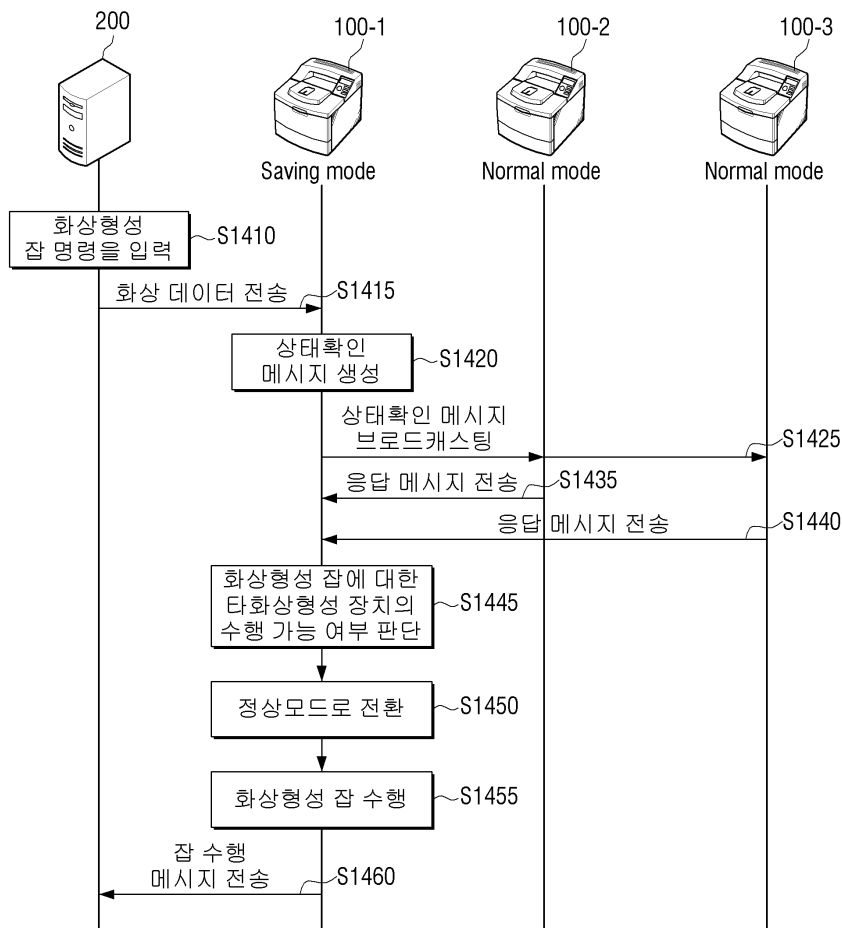 200
100-1
100-2
100-3
Saving mode
Normal mode
Normal mode
화상형성
잡 명령을 입력
S1410
화상 데이터 전송
S1415
상태확인
메시지 생성
S1420
상태확인 메시지
브로드캐스팅
S1425
응답 메시지 전송
S1435
응답 메시지 전송
S1440
화상형성 잡에 대한
타화상형성 장치의
수행 가능 여부 판단
S1445
정상모드로 전환
S1450
화상형성 잡 수행
S1455
잡 수행
메시지 전송
S1460